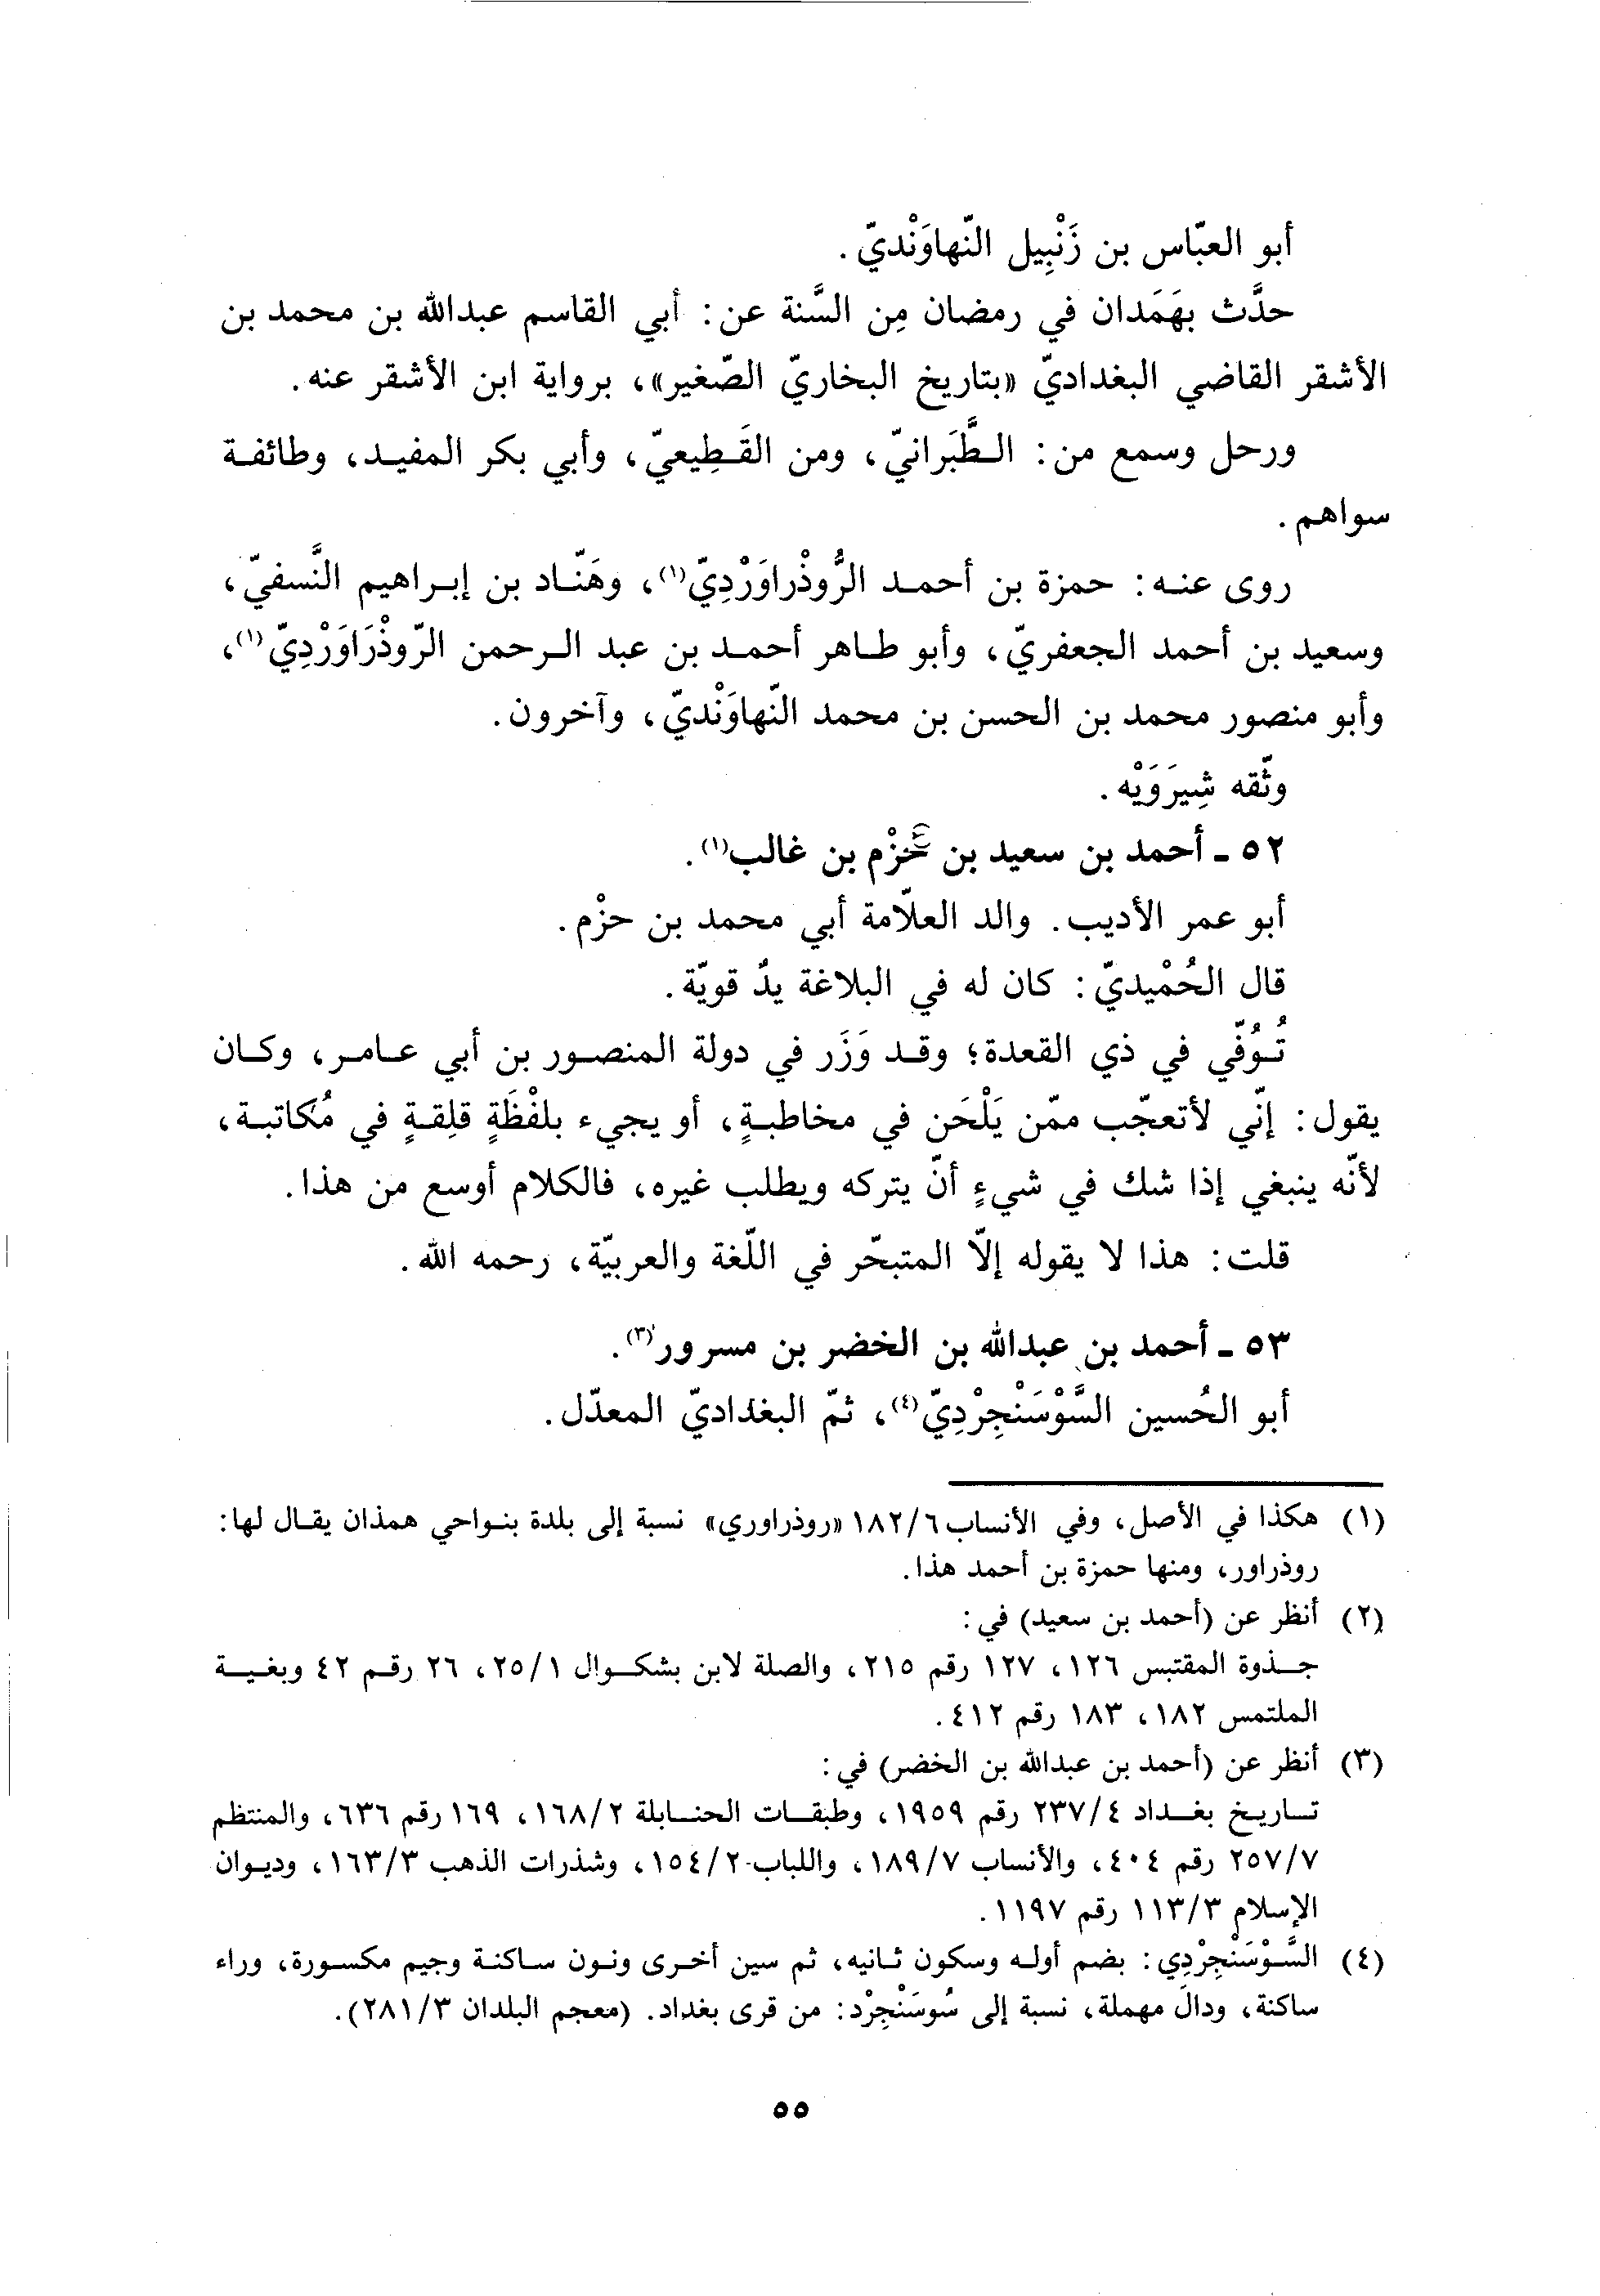 أبو العبّاس بن زَنْبِيل النّهاوَنْديّ.
حدَّث بهَمَدان في رمضان مِن السَّنة عن: أبي القاسم عبدالله بن محمد بن
الأشقر القاضي البغداديّ «بتاريخ البخاريّ الصّغير»، برواية ابن الأشقر عنه.
ورحل وسمع من: الطَّبَرانيّ، ومن القَطِيعيّ، وأبي بكر المفيد، وطائفة
سواهم.
روى عنه: حمزة بن أحمد الرُّوذْراوَرْدِيّ(١)، وهَنّاد بن إبراهيم النَّسفيّ،
وسعيد بن أحمد الجعفريّ، وأبو طاهر أحمد بن عبد الرحمن الرّوذْرَاوَرْدِيّ(١)،
وأبو منصور محمد بن الحسن بن محمد النّهاوَنْديّ، وآخرون.
وثّقه شِيرَوَيْه.
٥٢ ـ أحمد بن سعيد بن حَزْم بن غالب(١).
أبو عمر الأديب. والد العلّامة أبي محمد بن حزْم.
قال الحُمْيديّ: كان له في البلاغة يدٌ قويّة.
تُوُفّي في ذي القعدة؛ وقد وَزَر في دولة المنصور بن أبي عامر، وكان
يقول: إنّي لأتعجّب ممّن يَلْحَن في مخاطبةٍ، أو يجيء بلفْظَةٍ قلِقةٍ في مُكاتبة،
لأنّه ينبغي إذا شك في شيءٍ أنّ يتركه ويطلب غيره، فالكلام أوسع من هذا.
قلت: هذا لا يقوله إلّا المتبحّر في اللّغة والعربيّة، رحمه الله.
٥٣ ـ أحمد بن عبدالله بن الخضر بن مسرور(٣).
أبو الحُسين السَّوْسَنْجِرْدِيّ(٤)، ثمّ البغداديّ المعدّل.
(١) هكذا في الأصل، وفي الأنساب ١٨٢/٦ «روذراوري» نسبة إلى بلدة بنواحي همذان يقال لها:
روذراور، ومنها حمزة بن أحمد هذا.
(٢) أنظر عن (أحمد بن سعيد) في:
جذوة المقتبس ١٢٦، ١٢٧ رقم ٢١٥، والصلة لابن بشكوال ٢٥/١، ٢٦ رقم ٤٢ وبغية
الملتمس ١٨٢، ١٨٣ رقم ٤١٢.
(٣) أنظر عن (أحمد بن عبدالله بن الخضر) في:
تاريخ بغداد ٢٣٧/٤ رقم ١٩٥٩، وطبقات الحنابلة ١٦٨/٢، ١٦٩ رقم ٦٣٦، والمنتظم
٢٥٧/٧ رقم ٤٠٤، والأنساب ١٨٩/٧، واللباب ١٥٤/٢، وشذرات الذهب ١٦٣/٣، وديوان
الإسلام ١١٣/٣ رقم ١١٩٧.
(٤) السَّوْسَنْجِرْدِي: بضم أوله وسكون ثانيه، ثم سين أخرى ونون ساكنة وجيم مكسورة، وراء
ساكنة، ودال مهملة، نسبة إلى سُوسَنْجِرْد: من قرى بغداد. (معجم البلدان ٢٨١/٣).
٥٥